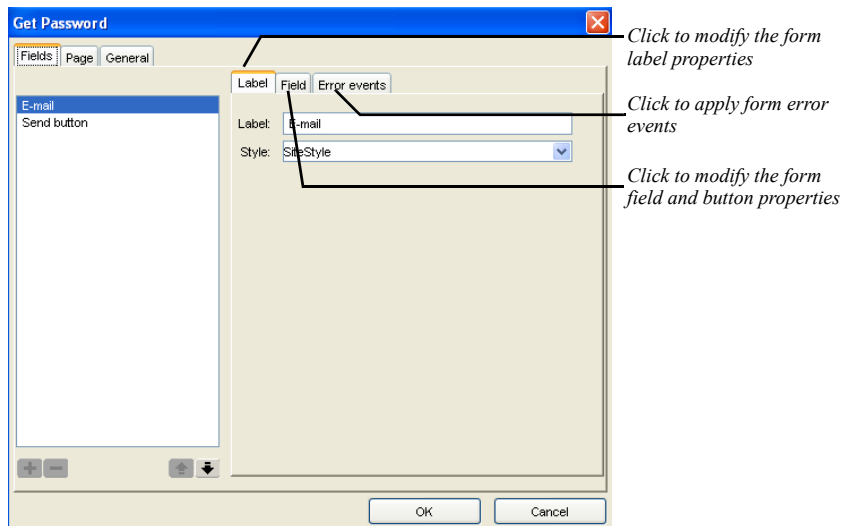 Get Password
Fields Page General
Label Field Error events
E-mail
Send button
Label: E-mail
Style: SiteStyle
OK Cancel
Click to modify the form
label properties
Click to apply form error
events
Click to modify the form
field and button properties